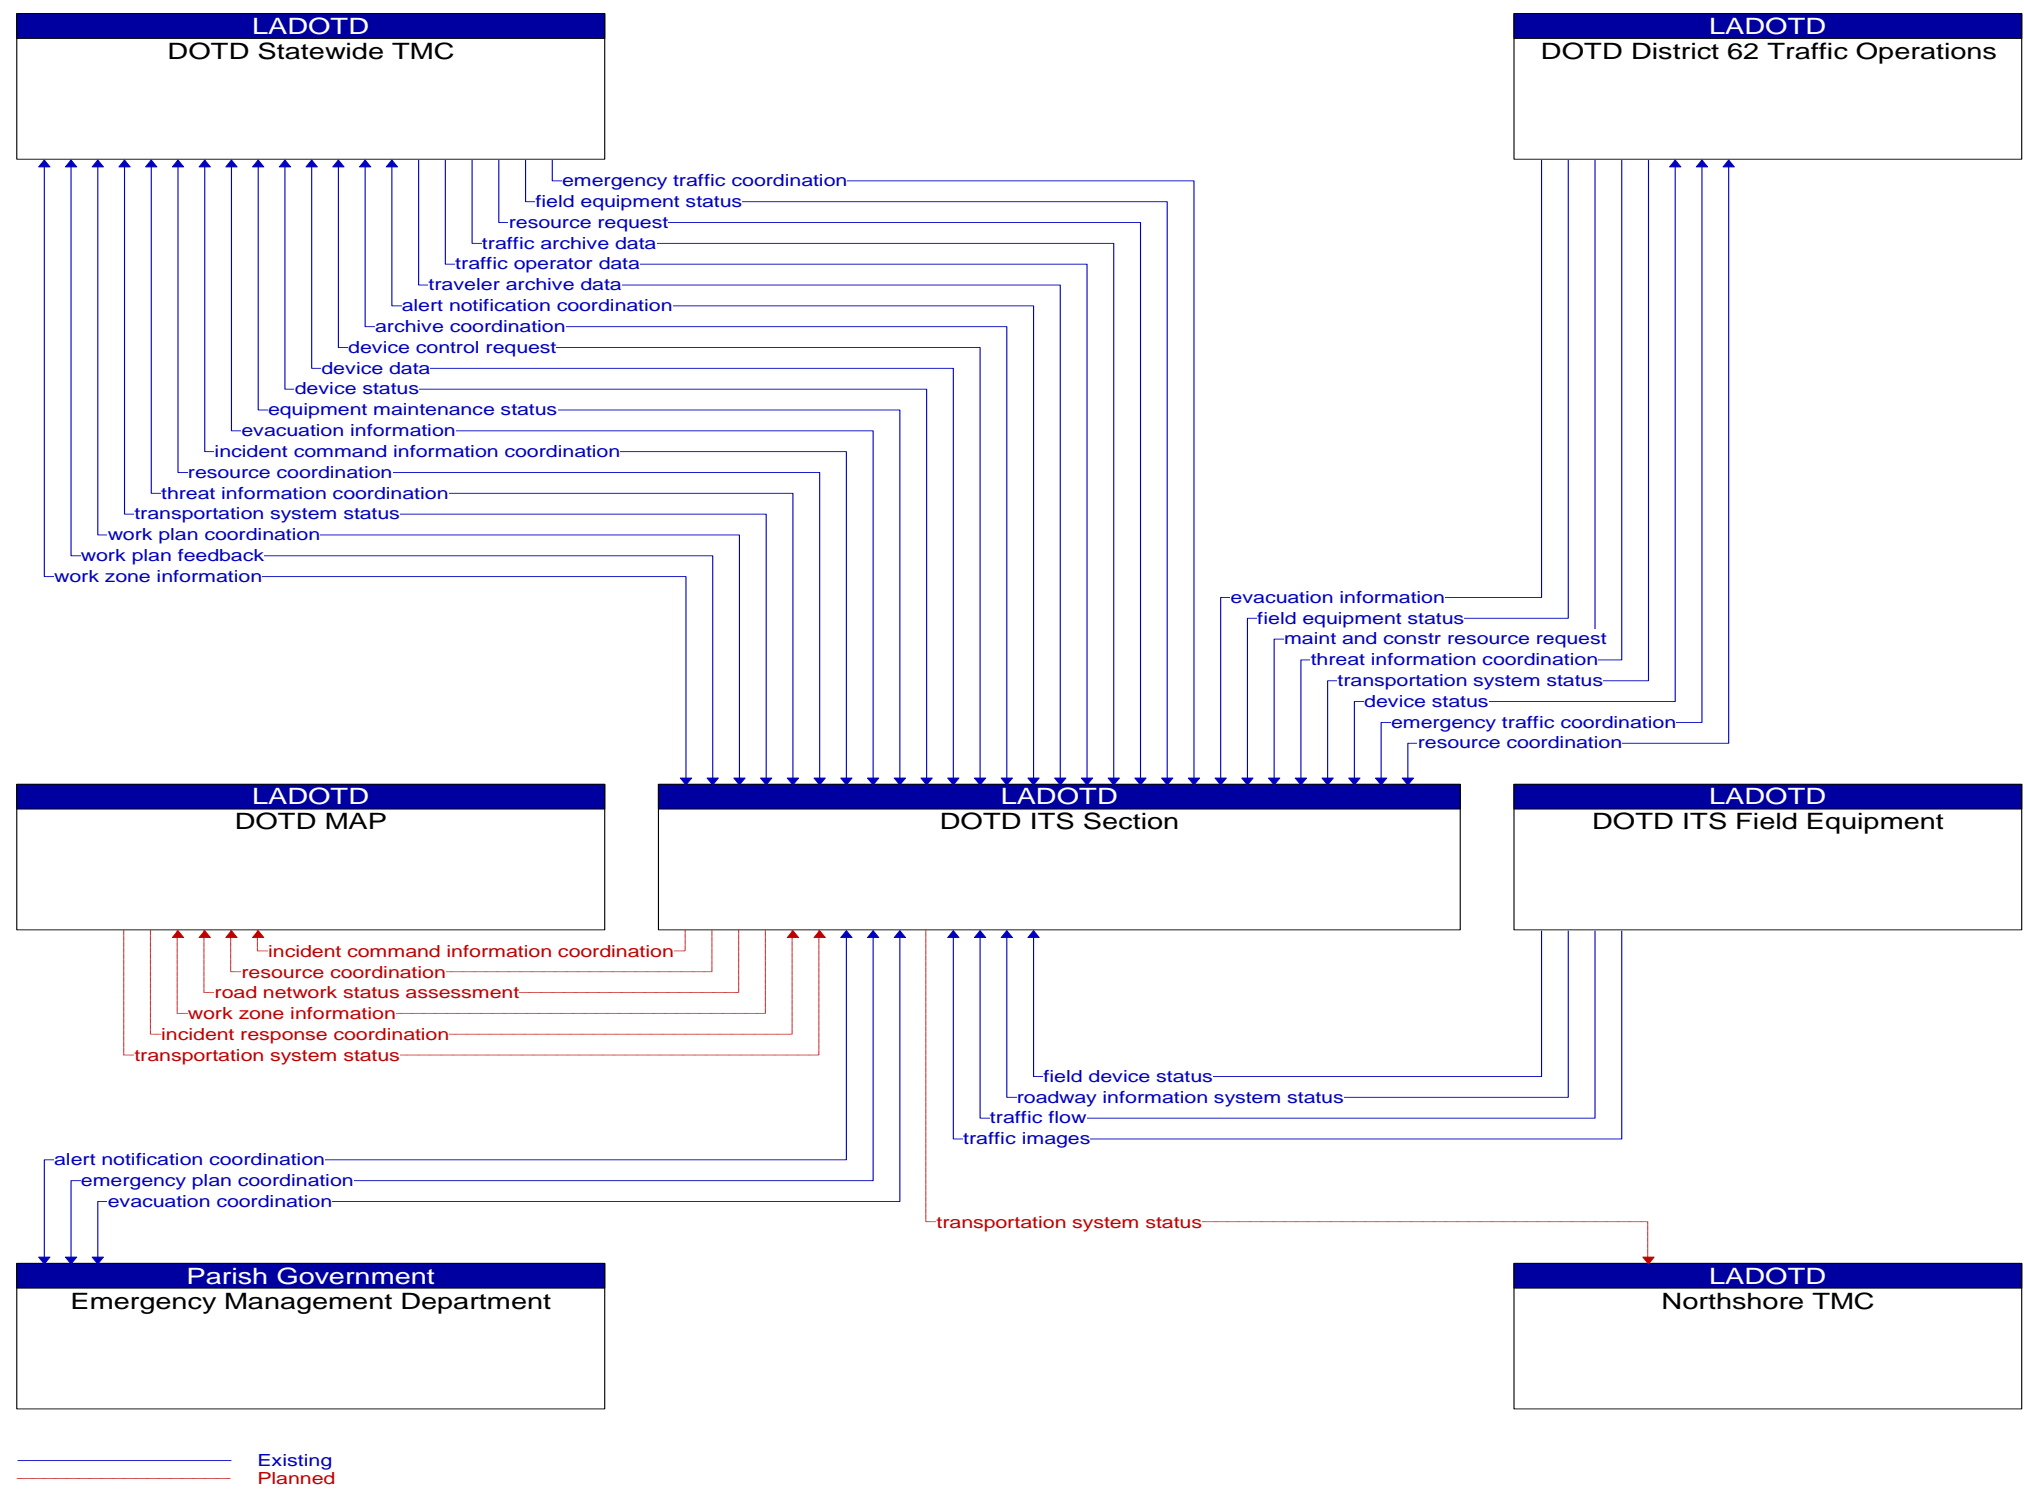 LADOTD
DOTD Statewide TMC
LADOTD
DOTD District 62 Traffic Operations
emergency traffic coordination
field equipment status
resource request
traffic archive data
traffic operator data
traveler archive data
alert notification coordination
archive coordination
device control request
device data
device status
equipment maintenance status
evacuation information
incident command information coordination
resource coordination
threat information coordination
transportation system status
work plan coordination
work plan feedback
work zone information
evacuation information
field equipment status
maint and constr resource request
threat information coordination
transportation system status
device status
emergency traffic coordination
resource coordination
LADOTD
DOTD MAP
LADOTD
DOTD ITS Section
LADOTD
DOTD ITS Field Equipment
incident command information coordination
resource coordination
road network status assessment
work zone information
incident response coordination
transportation system status
field device status
roadway information system status
traffic flow
traffic images
alert notification coordination
emergency plan coordination
evacuation coordination
transportation system status
Parish Government
Emergency Management Department
LADOTD
Northshore TMC
Existing
Planned